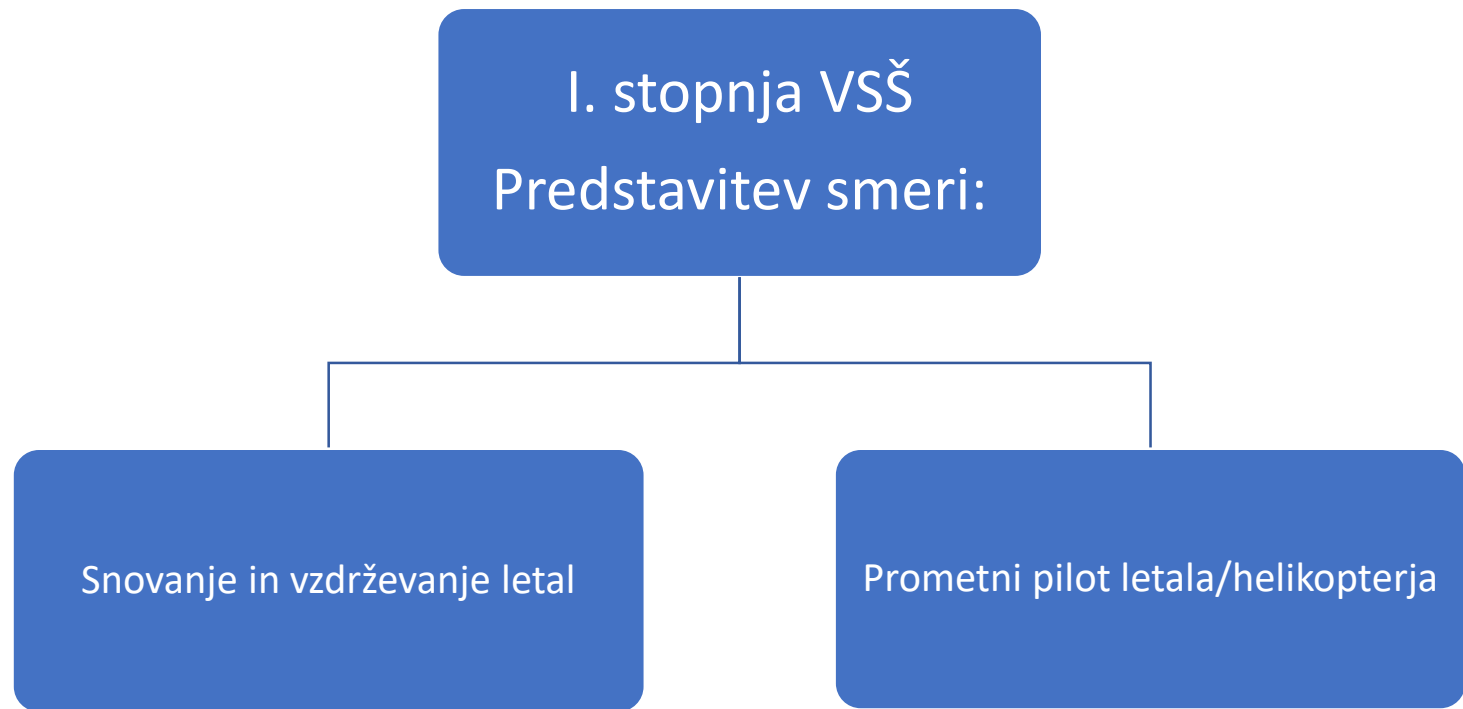 I. stopnja VSŠ
Predstavitev smeri:
Snovanje in vzdrževanje letal
Prometni pilot letala/helikopterja